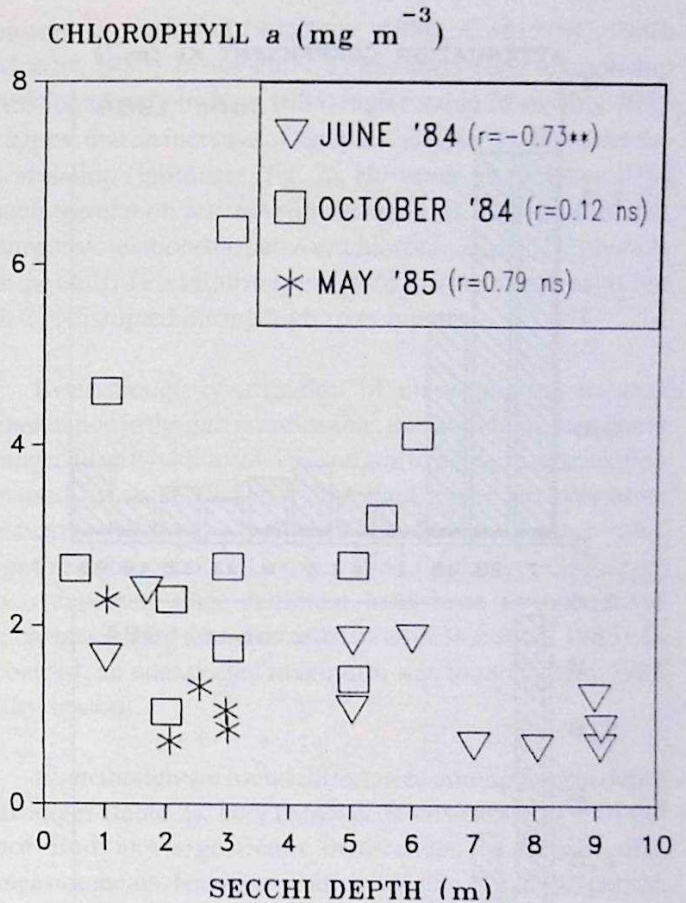 CHLOROPHYLL a (mg m⁻³)
8
▽ JUNE '84 (r=-0.73**)
□ OCTOBER '84 (r=0.12 ns)
6
* MAY '85 (r=0.79 ns)
4
2
0
0 1 2 3 4 5 6 7 8 9 10
SECCHI DEPTH (m)